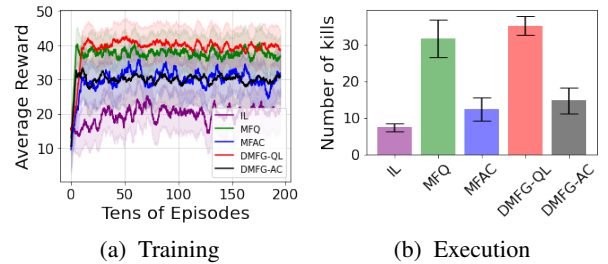 50
40
30
20
10
Average Reward
0
50
100
150
200
Tens of Episodes
IL
MFQ
MFAC
DMFG-QL
DMFG-AC
(a) Training
30
20
10
0
Number of kills
IL
MFQ
MFAC
DMFG-QL
DMFG-AC
(b) Execution